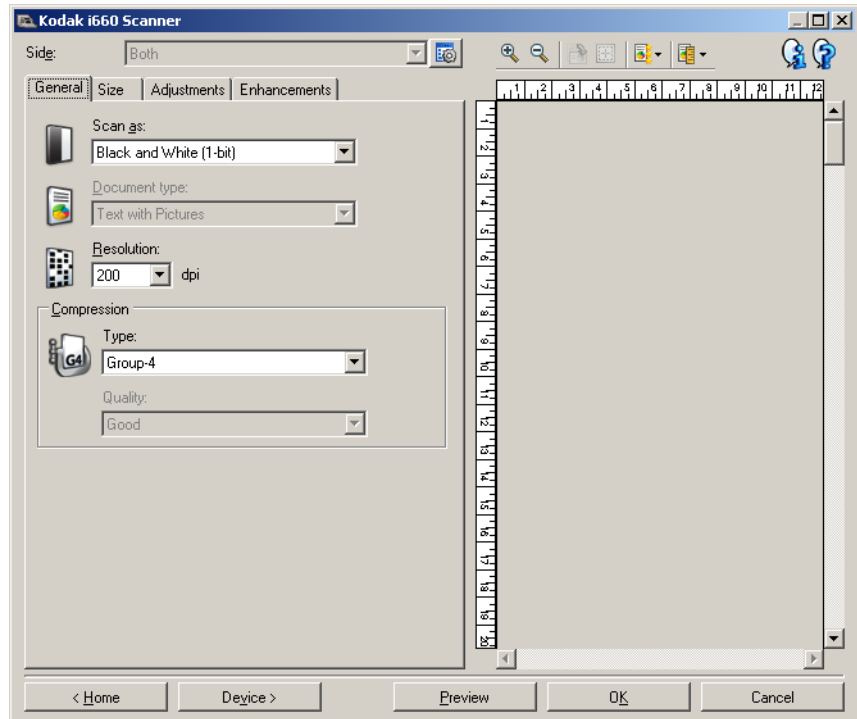 Kodak i660 Scanner
Side: Both
General Size Adjustments Enhancements
Scan as:
Black and White (1-bit)
Document type:
Text with Pictures
Resolution:
200 dpi
Compression
Type:
G4 Group-4
Quality:
Good
1 2 3 4 5 6 7 8 9 10 11 12
1
2
3
4
5
6
7
8
9
10
11
12
13
14
15
16
17
18
19
20
< Home Device > Preview OK Cancel